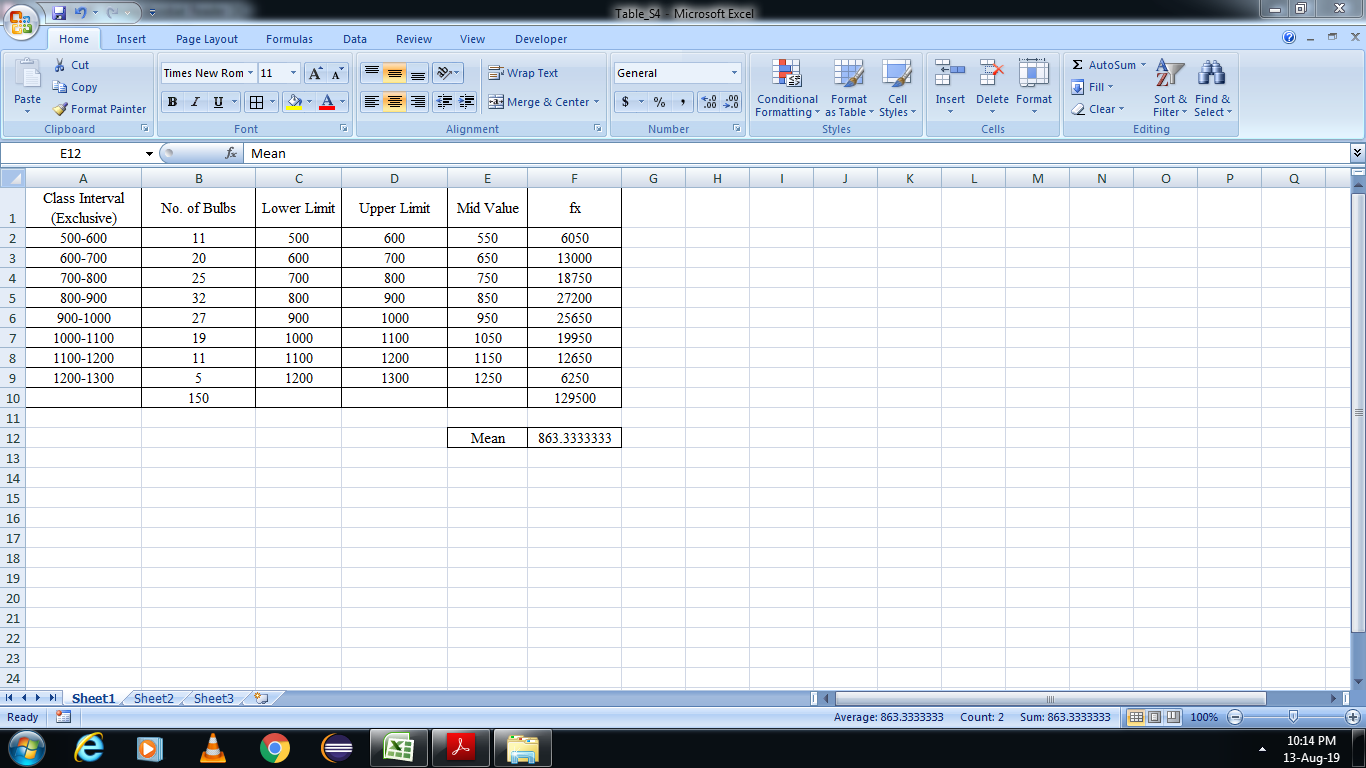 Table_S4 - Microsoft Excel
Home Insert Page Layout Formulas Data Review View Developer
Paste
Cut
Copy
Format Painter
Clipboard
Times New Rom 11 A A
B I U A
Font
Wrap Text
Merge & Center
Alignment
General
$ % , .00 .0
Number
Conditional Formatting
Format as Table
Cell Styles
Styles
Insert Delete Format
Cells
Σ AutoSum
Fill
Clear
Sort & Filter
Find & Select
Editing
E12 fx Mean
A B C D E F G H I J K L M N O P Q
Class Interval
1 (Exclusive) No. of Bulbs Lower Limit Upper Limit Mid Value fx
2 500-600 11 500 600 550 6050
3 600-700 20 600 700 650 13000
4 700-800 25 700 800 750 18750
5 800-900 32 800 900 850 27200
6 900-1000 27 900 1000 950 25650
7 1000-1100 19 1000 1100 1050 19950
8 1100-1200 11 1100 1200 1150 12650
9 1200-1300 5 1200 1300 1250 6250
10 150 129500
11
12 Mean 863.3333333
13
14
15
16
17
18
19
20
21
22
23
24
Sheet1 Sheet2 Sheet3
Ready Average: 863.3333333 Count: 2 Sum: 863.3333333 100%
10:14 PM
13-Aug-19